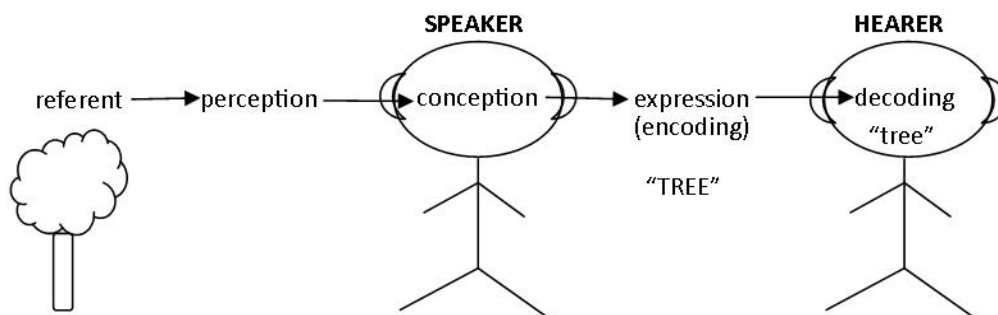 SPEAKER HEARER
referent perception conception expression decoding
(encoding) “tree”
“TREE”